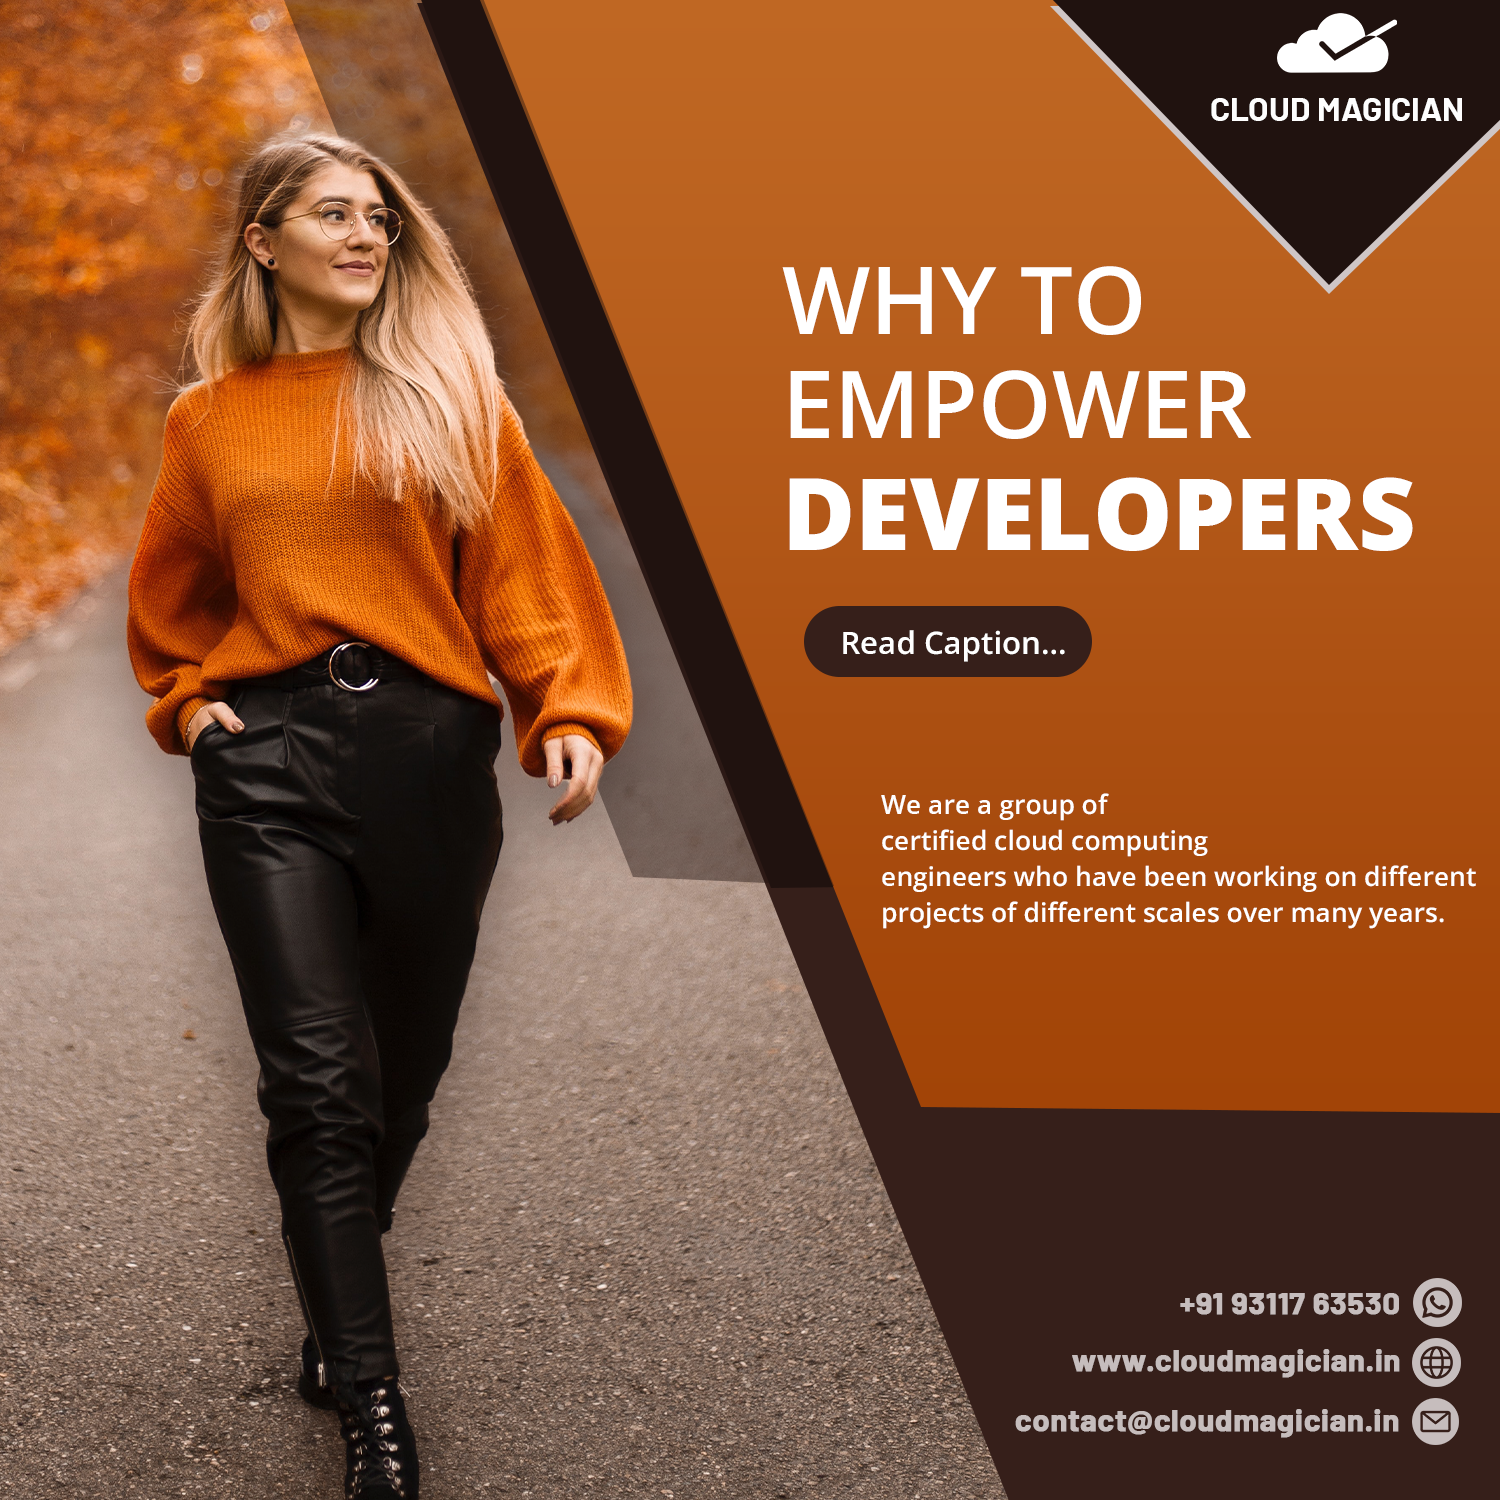 CLOUD MAGICIAN
WHY TO
EMPOWER
DEVELOPERS
Read Caption...
We are a group of
certified cloud computing
engineers who have been working on different
projects of different scales over many years.
+91 93117 63530
www.cloudmagician.in
contact@cloudmagician.in